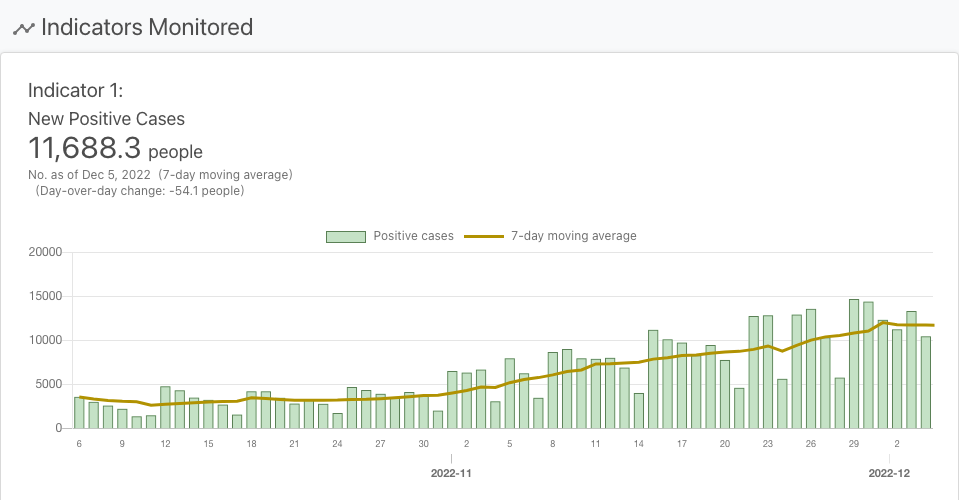 Indicators Monitored
Indicator 1:
New Positive Cases
11,688.3 people
No. as of Dec 5, 2022 (7-day moving average)
(Day-over-day change: -54.1 people)
Positive cases 7-day moving average
20000
15000
10000
5000
0
6 9 12 15 18 21 24 27 30 2 5 8 11 14 17 20 23 26 29 2
2022-11 2022-12